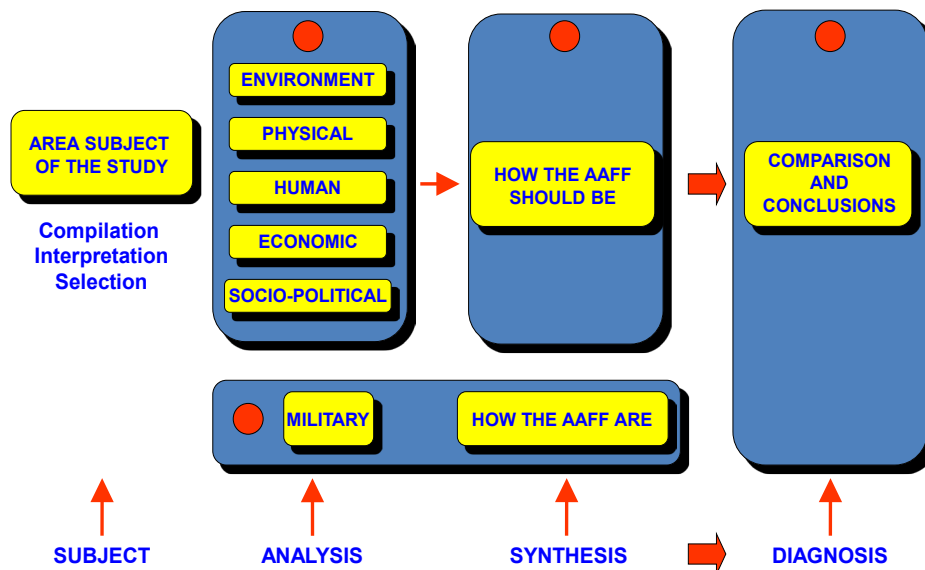 AREA SUBJECT
OF THE STUDY
Compilation
Interpretation
Selection
ENVIRONMENT
PHYSICAL
HUMAN
ECONOMIC
SOCIO-POLITICAL
HOW THE AAFF
SHOULD BE
COMPARISON
AND
CONCLUSIONS
MILITARY
HOW THE AAFF ARE
SUBJECT
ANALYSIS
SYNTHESIS
DIAGNOSIS